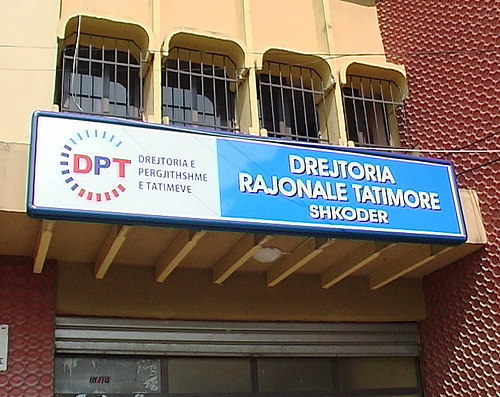 DPT
DREJTORIA E
PERGJITHSHME
E TATIMEVE
DREJTORIA
RAJONALE TATIMORE
SHKODER